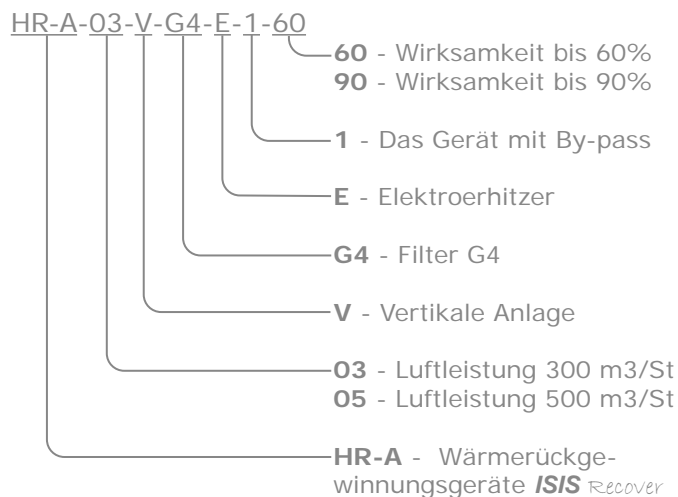 HR-A-03-V-G4-E-1-60
60 - Wirksamkeit bis 60%
90 - Wirksamkeit bis 90%
1 - Das Gerät mit By-pass
E - Elektroerhitzer
G4 - Filter G4
V - Vertikale Anlage
03 - Luftleistung 300 m3/St
05 - Luftleistung 500 m3/St
HR-A - Wärmerückge-
winnungsgeräte ISIS Recover